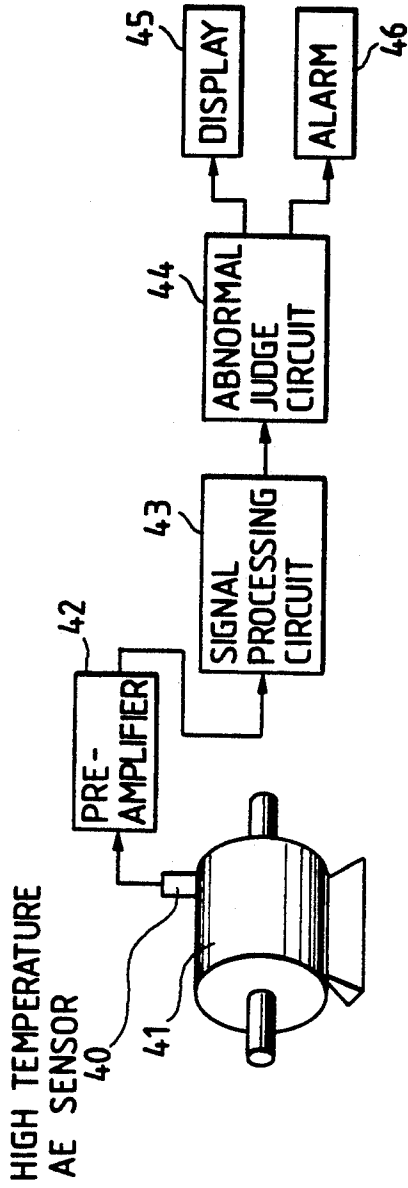 HIGH TEMPERATURE
AE SENSOR
40
41
42
PRE-
AMPLIFIER
43
SIGNAL
PROCESSING
CIRCUIT
44
ABNORMAL
JUDGE
CIRCUIT
45
DISPLAY
ALARM
46